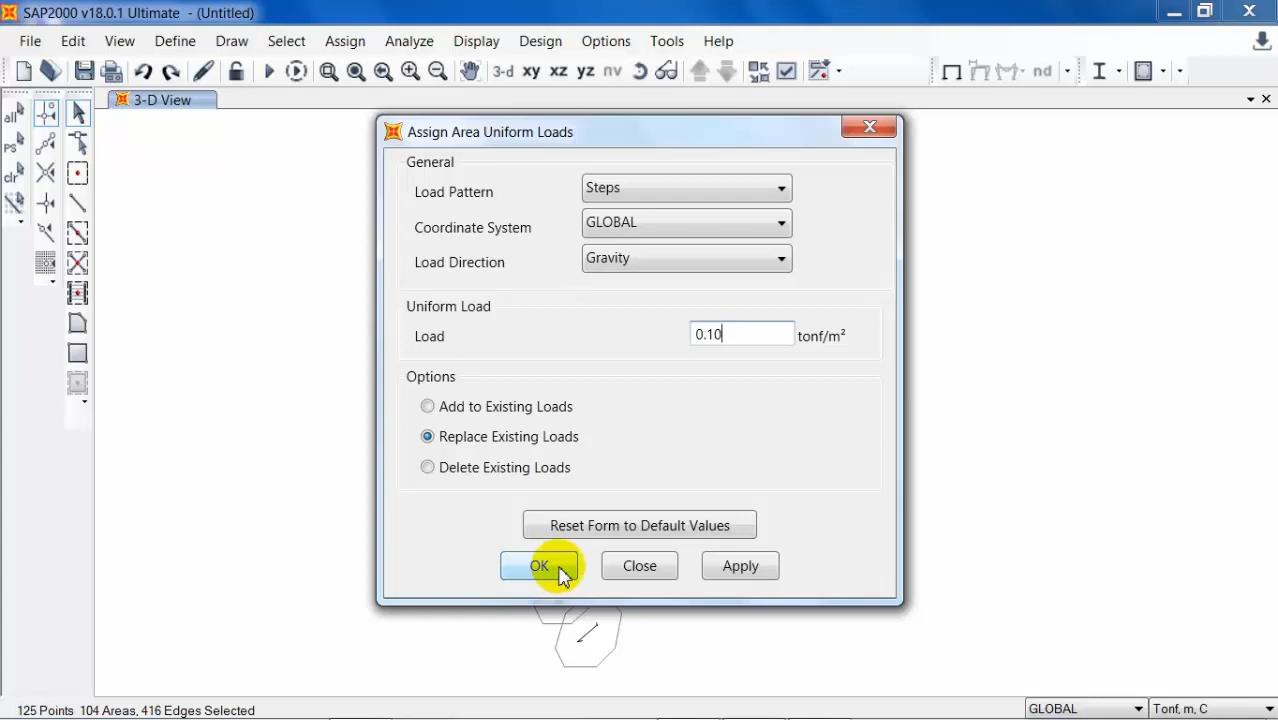 SAP2000 v18.0.1 Ultimate - (Untitled)
File Edit View Define Draw Select Assign Analyze Display Design Options Tools Help
3-d xy xz yz nv nd
all
3-D View
ps
clr
Assign Area Uniform Loads
General
Load Pattern Steps
Coordinate System GLOBAL
Load Direction Gravity
Uniform Load
Load 0.10 tonf/m²
Options
Add to Existing Loads
Replace Existing Loads
Delete Existing Loads
Reset Form to Default Values
OK Close Apply
125 Points 104 Areas, 416 Edges Selected GLOBAL Tonf, m, C